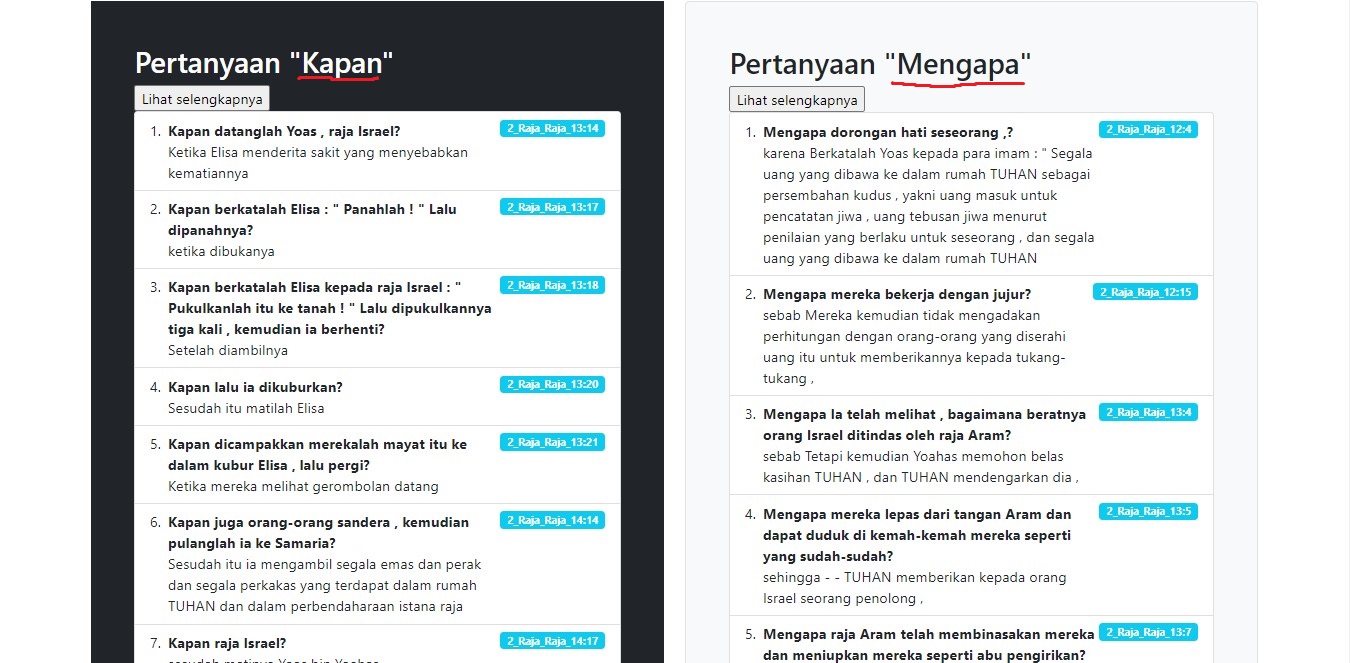 Pertanyaan "Kapan"
Lihat selengkapnya
1. Kapan datanglah Yoas , raja Israel?
2_Raja_Raja_13:14
Ketika Elisa menderita sakit yang menyebabkan
kematiannya
2. Kapan berkatalah Elisa : " Panahlah ! " Lalu
2_Raja_Raja_13:17
dipanahnya?
ketika dibukanya
3. Kapan berkatalah Elisa kepada raja Israel : "
2_Raja_Raja_13:18
Pukulkanlah itu ke tanah ! " Lalu dipukulkannya
tiga kali , kemudian ia berhenti?
Setelah diambilnya
4. Kapan lalu ia dikuburkan?
2_Raja_Raja_13:20
Sesudah itu matilah Elisa
5. Kapan dicampakkan merekalah mayat itu ke
2_Raja_Raja_13:21
dalam kubur Elisa , lalu pergi?
Ketika mereka melihat gerombolan datang
6. Kapan juga orang-orang sandera , kemudian
2_Raja_Raja_14:14
pulanglah ia ke Samaria?
Sesudah itu ia mengambil segala emas dan perak
dan segala perkakas yang terdapat dalam rumah
TUHAN dan dalam perbendaharaan istana raja
7. Kapan raja Israel?
2_Raja_Raja_14:17
sesudah matinya Yoas bin Yoahas
Pertanyaan "Mengapa"
Lihat selengkapnya
1. Mengapa dorongan hati seseorang ,?
2_Raja_Raja_12:4
karena Berkatalah Yoas kepada para imam : " Segala
uang yang dibawa ke dalam rumah TUHAN sebagai
persembahan kudus , yakni uang masuk untuk
pencatatan jiwa , uang tebusan jiwa menurut
penilaian yang berlaku untuk seseorang , dan segala
uang yang dibawa ke dalam rumah TUHAN
2. Mengapa mereka bekerja dengan jujur?
2_Raja_Raja_12:15
sebab Mereka kemudian tidak mengadakan
perhitungan dengan orang-orang yang diserahi
uang itu untuk memberikannya kepada tukang-
tukang ,
3. Mengapa Ia telah melihat , bagaimana beratnya
2_Raja_Raja_13:4
orang Israel ditindas oleh raja Aram?
sebab Tetapi kemudian Yoahas memohon belas
kasihan TUHAN , dan TUHAN mendengarkan dia ,
4. Mengapa mereka lepas dari tangan Aram dan
2_Raja_Raja_13:5
dapat duduk di kemah-kemah mereka seperti
yang sudah-sudah?
sehingga - - TUHAN memberikan kepada orang
Israel seorang penolong ,
5. Mengapa raja Aram telah membinasakan mereka
2_Raja_Raja_13:7
dan meniupkan mereka seperti abu pengirikan?